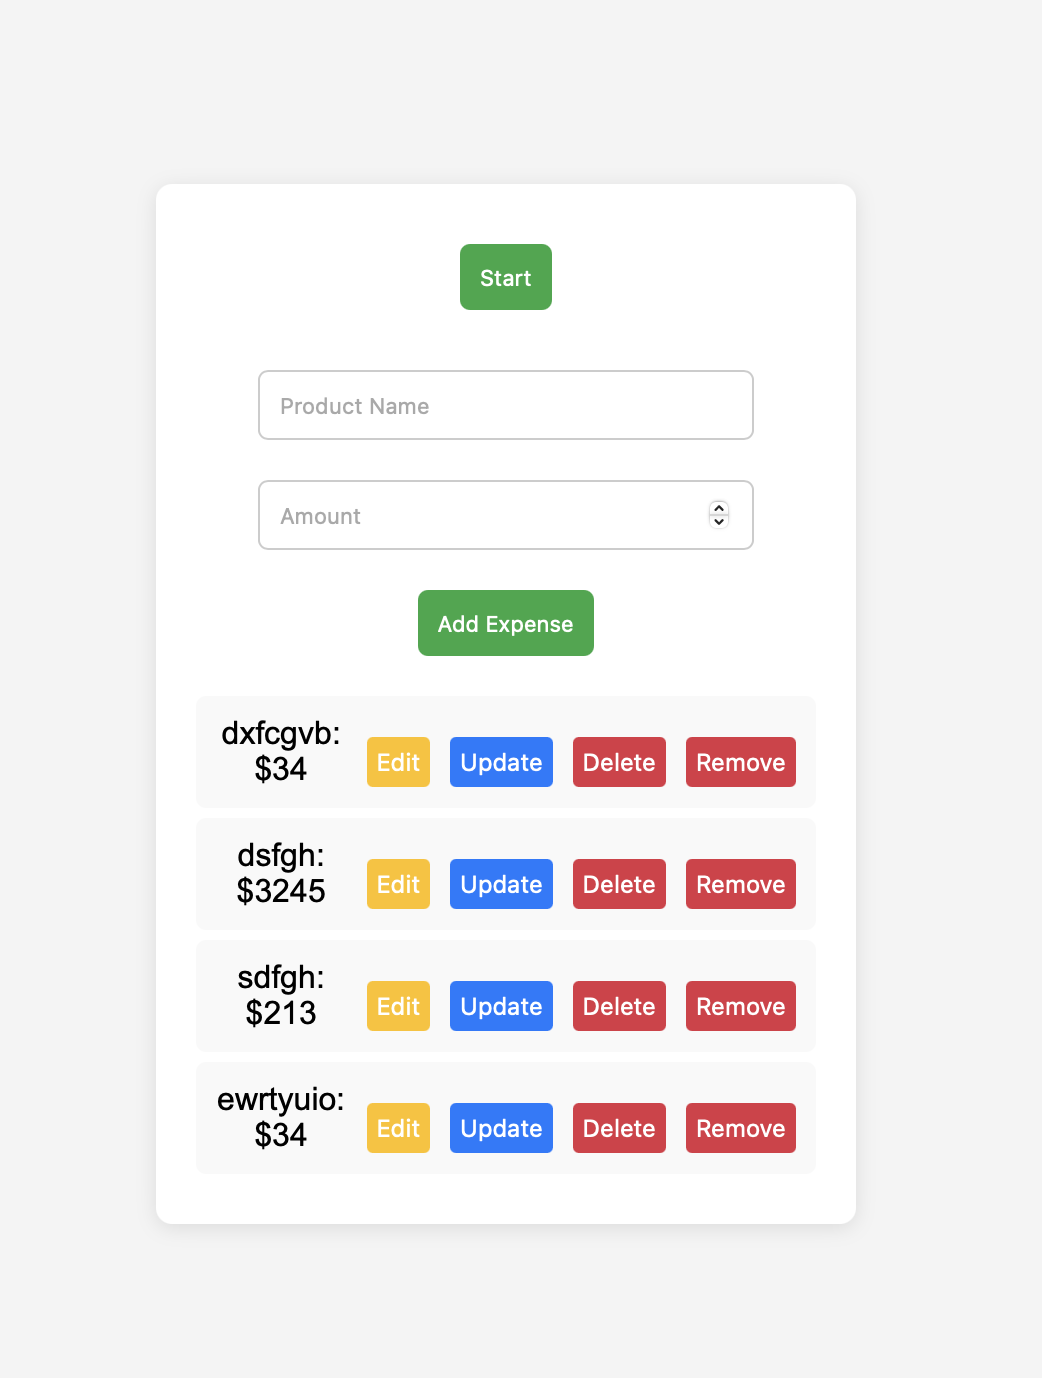 Start
Product Name
Amount
Add Expense
dxfcgvb:
$34
Edit Update Delete Remove
dsfgh:
$3245
Edit Update Delete Remove
sdfgh:
$213
Edit Update Delete Remove
ewrtyuio:
$34
Edit Update Delete Remove